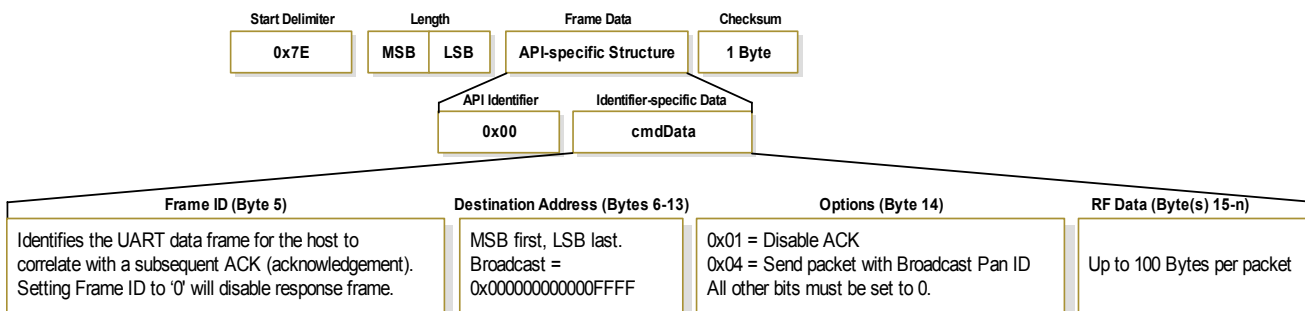 Start Delimiter
Length
Frame Data
Checksum
0x7E
MSB
LSB
API-specific Structure
1 Byte
API Identifier
Identifier-specific Data
0x00
cmdData
Frame ID (Byte 5)
Identifies the UART data frame for the host to
correlate with a subsequent ACK (acknowledgement).
Setting Frame ID to ‘0' will disable response frame.
Destination Address (Bytes 6-13)
MSB first, LSB last.
Broadcast =
0x000000000000FFFF
Options (Byte 14)
0x01 = Disable ACK
0x04 = Send packet with Broadcast Pan ID
All other bits must be set to 0.
RF Data (Byte(s) 15-n)
Up to 100 Bytes per packet